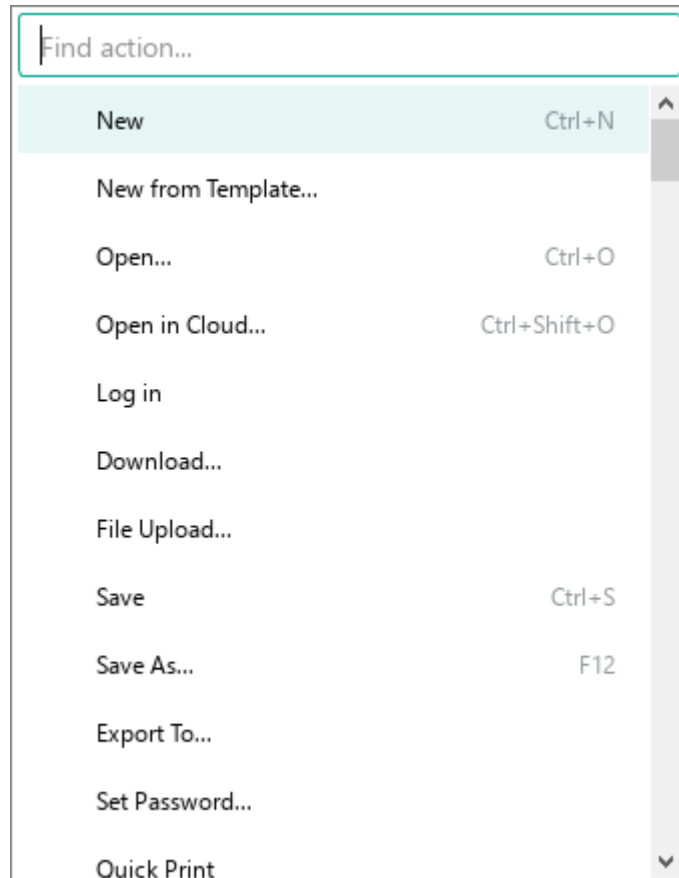 Find action...
New Ctrl+N
New from Template...
Open... Ctrl+O
Open in Cloud... Ctrl+Shift+O
Log in
Download...
File Upload...
Save Ctrl+S
Save As... F12
Export To...
Set Password...
Quick Print